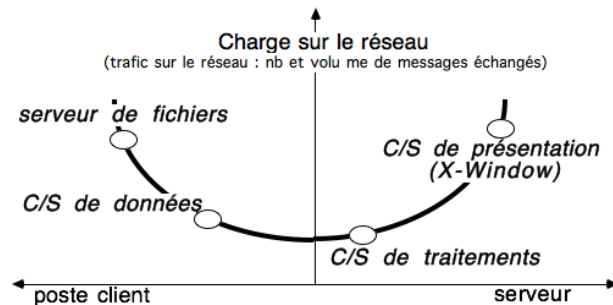 Charge sur le réseau
(trafic sur le réseau : nb et volu me de messages échangés)
serveur de fichiers
C/S de présentation
(X-Window)
C/S de données
C/S de traitements
poste client
serveur